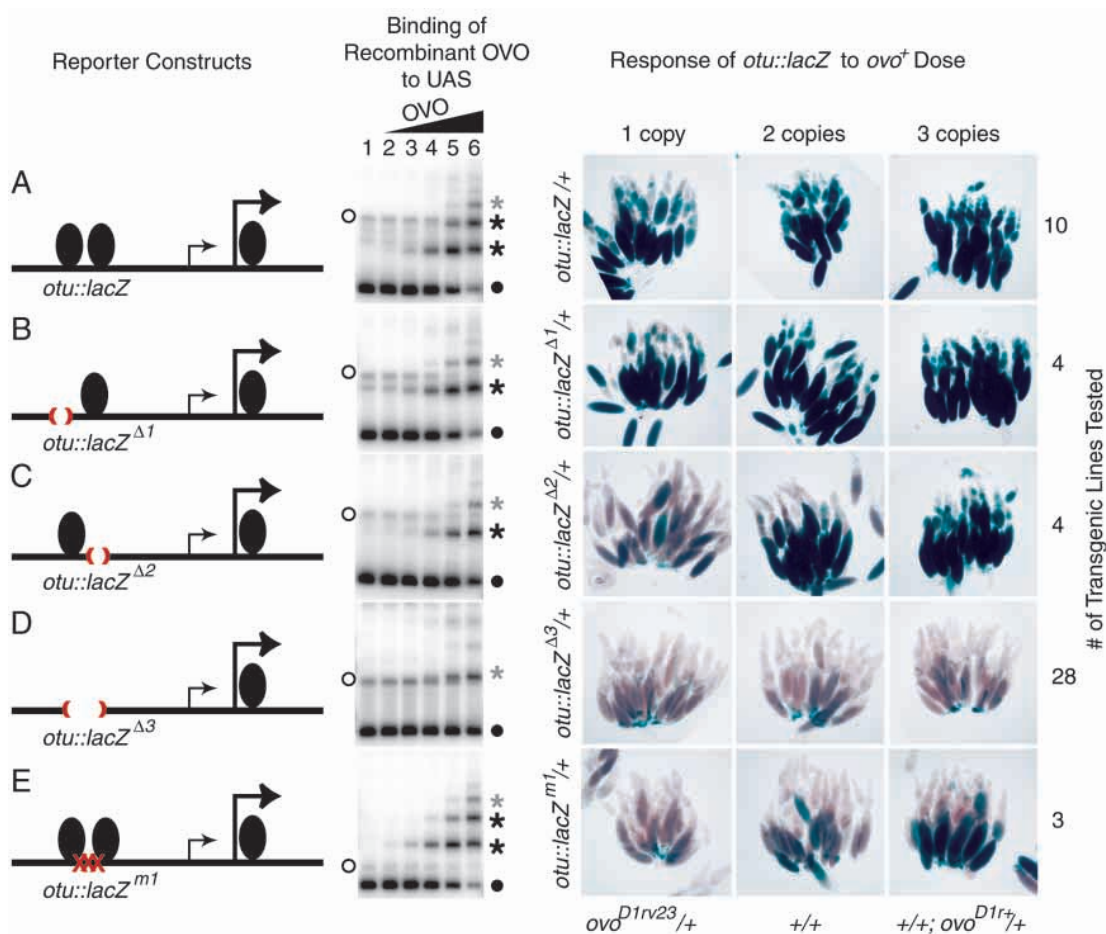 Reporter Constructs
Binding of
Recombinant OVO
to UAS
OVO
1 2 3 4 5 6
Response of otu::lacZ to ovo+ Dose
1 copy 2 copies 3 copies
A
otu::lacZ
*
*
*
otu::lacZ/+
10
B
otu::lacZΔ1
*
*
otu::lacZΔ1/+
4
C
otu::lacZΔ2
*
*
otu::lacZΔ2/+
4
D
otu::lacZΔ3
*
otu::lacZΔ3/+
28
E
XXX
otu::lacZm1
*
*
*
otu::lacZm1/+
3
# of Transgenic Lines Tested
ovoD1rv23/+ +/+ +/+; ovoD1r+/+